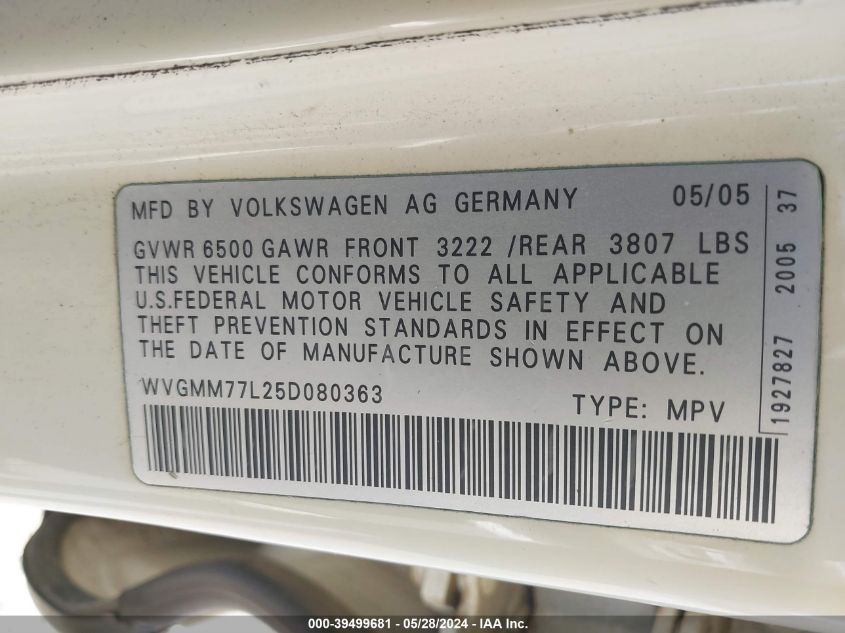 MFD BY VOLKSWAGEN AG GERMANY 05/05
GVWR 6500 GAWR FRONT 3222 /REAR 3807 LBS
THIS VEHICLE CONFORMS TO ALL APPLICABLE
U.S.FEDERAL MOTOR VEHICLE SAFETY AND
THEFT PREVENTION STANDARDS IN EFFECT ON
THE DATE OF MANUFACTURE SHOWN ABOVE.
WVGMM77L25D080363 TYPE: MPV
1927827 2005 37
000-39499681 - 05/28/2024 - IAA Inc.